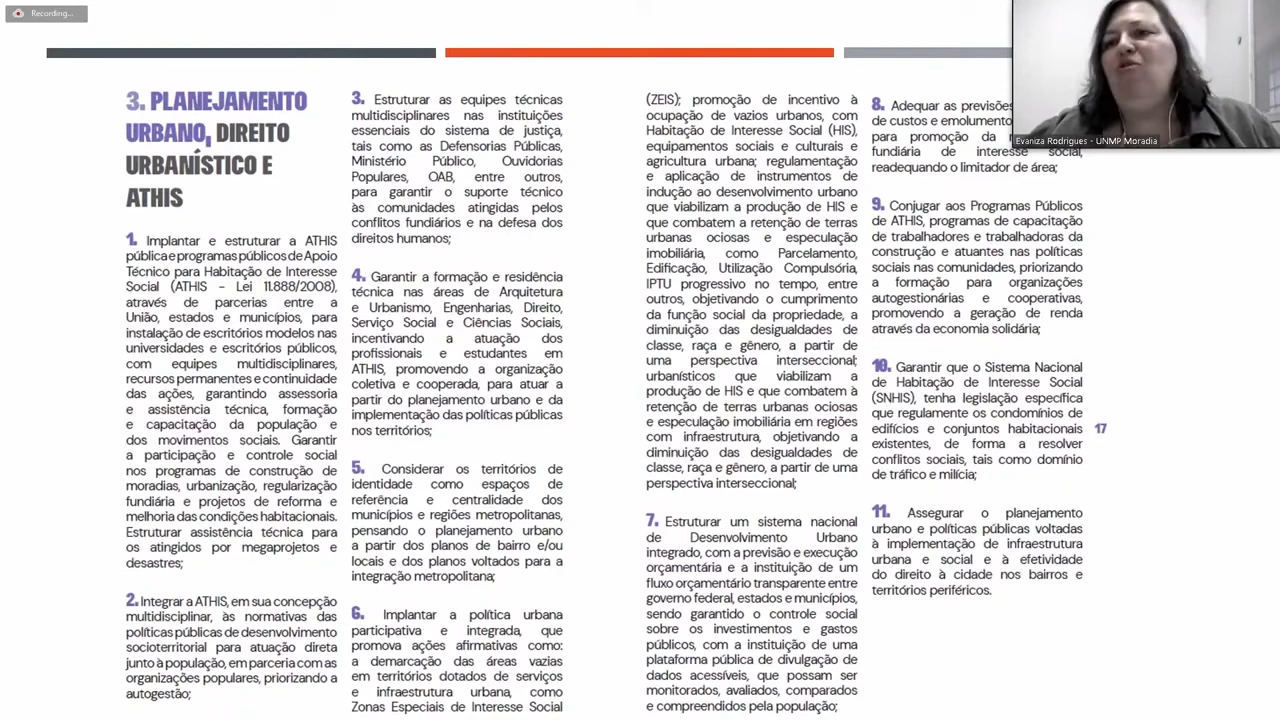 Recording...
3. PLANEJAMENTO
URBANO, DIREITO
URBANÍSTICO E
ATHIS
1. Implantar e estruturar a ATHIS
pública e programas públicos de Apoio
Técnico para Habitação de Interesse
Social (ATHIS - Lei 11.888/2008),
através de parcerias entre a
União, estados e municípios, para
instalação de escritórios modelos nas
universidades e escritórios públicos,
com equipes multidisciplinares,
recursos permanentes e continuidade
das ações, garantindo assessoria
e assistência técnica, formação
e capacitação da população e
dos movimentos sociais. Garantir
a participação e controle social
nos programas de construção de
moradias, urbanização, regularização
fundiária e projetos de reforma e
melhoria das condições habitacionais.
Estruturar assistência técnica para
os atingidos por megaprojetos e
desastres;
2. Integrar a ATHIS, em sua concepção
multidisciplinar, às normativas das
políticas públicas de desenvolvimento
socioterritorial para atuação direta
junto à população, em parceria com as
organizações populares, priorizando a
autogestão;
3. Estruturar as equipes técnicas
multidisciplinares nas instituições
essenciais do sistema de justiça,
tais como as Defensorias Públicas,
Ministério Público, Ouvidorias
Populares, OAB, entre outros,
para garantir o suporte técnico
às comunidades atingidas pelos
conflitos fundiários e na defesa dos
direitos humanos;
4. Garantir a formação e residência
técnica nas áreas de Arquitetura
e Urbanismo, Engenharias, Direito,
Serviço Social e Ciências Sociais,
incentivando a atuação dos
profissionais e estudantes em
ATHIS, promovendo a organização
coletiva e cooperada, para atuar a
partir do planejamento urbano e da
implementação das políticas públicas
nos territórios;
5. Considerar os territórios de
identidade como espaços de
referência e centralidade dos
municípios e regiões metropolitanas,
pensando o planejamento urbano
a partir dos planos de bairro e/ou
locais e dos planos voltados para a
integração metropolitana;
6. Implantar a política urbana
participativa e integrada, que
promova ações afirmativas como:
a demarcação das áreas vazias
em territórios dotados de serviços
e infraestrutura urbana, como
Zonas Especiais de Interesse Social
(ZEIS); promoção de incentivo à
ocupação de vazios urbanos, com
Habitação de Interesse Social (HIS),
equipamentos sociais e culturais e
agricultura urbana; regulamentação
e aplicação de instrumentos de
indução ao desenvolvimento urbano
que viabilizam a produção de HIS e
que combatem a retenção de terras
urbanas ociosas e especulação
imobiliária, como Parcelamento,
Edificação, Utilização Compulsória,
IPTU progressivo no tempo, entre
outros, objetivando o cumprimento
da função social da propriedade, a
diminuição das desigualdades de
classe, raça e gênero, a partir de
uma perspectiva interseccional;
urbanísticos que viabilizam a
produção de HIS e que combatem à
retenção de terras urbanas ociosas
e especulação imobiliária em regiões
com infraestrutura, objetivando a
diminuição das desigualdades de
classe, raça e gênero, a partir de uma
perspectiva interseccional;
7. Estruturar um sistema nacional
de Desenvolvimento Urbano
integrado, com a previsão e execução
orçamentária e a instituição de um
fluxo orçamentário transparente entre
governo federal, estados e municípios,
sendo garantido o controle social
sobre os investimentos e gastos
públicos, com a instituição de uma
plataforma pública de divulgação de
dados acessíveis, que possam ser
monitorados, avaliados, comparados
e compreendidos pela população;
8. Adequar as previsões
de custos e emolumento
para promoção da
fundiária de interesse social,
readequando o limitador de área;
9. Conjugar aos Programas Públicos
de ATHIS, programas de capacitação
de trabalhadores e trabalhadoras da
construção e atuantes nas políticas
sociais nas comunidades, priorizando
a formação para organizações
autogestionárias e cooperativas,
promovendo a geração de renda
através da economia solidária;
10. Garantir que o Sistema Nacional
de Habitação de Interesse Social
(SNHIS), tenha legislação específica
que regulamente os condomínios de
edifícios e conjuntos habitacionais
existentes, de forma a resolver
conflitos sociais, tais como domínio
de tráfico e milícia;
11. Assegurar o planejamento
urbano e políticas públicas voltadas
à implementação de infraestrutura
urbana e social e à efetividade
do direito à cidade nos bairros e
territórios periféricos.
17
Evaniza Rodrigues - UNMP Moradia